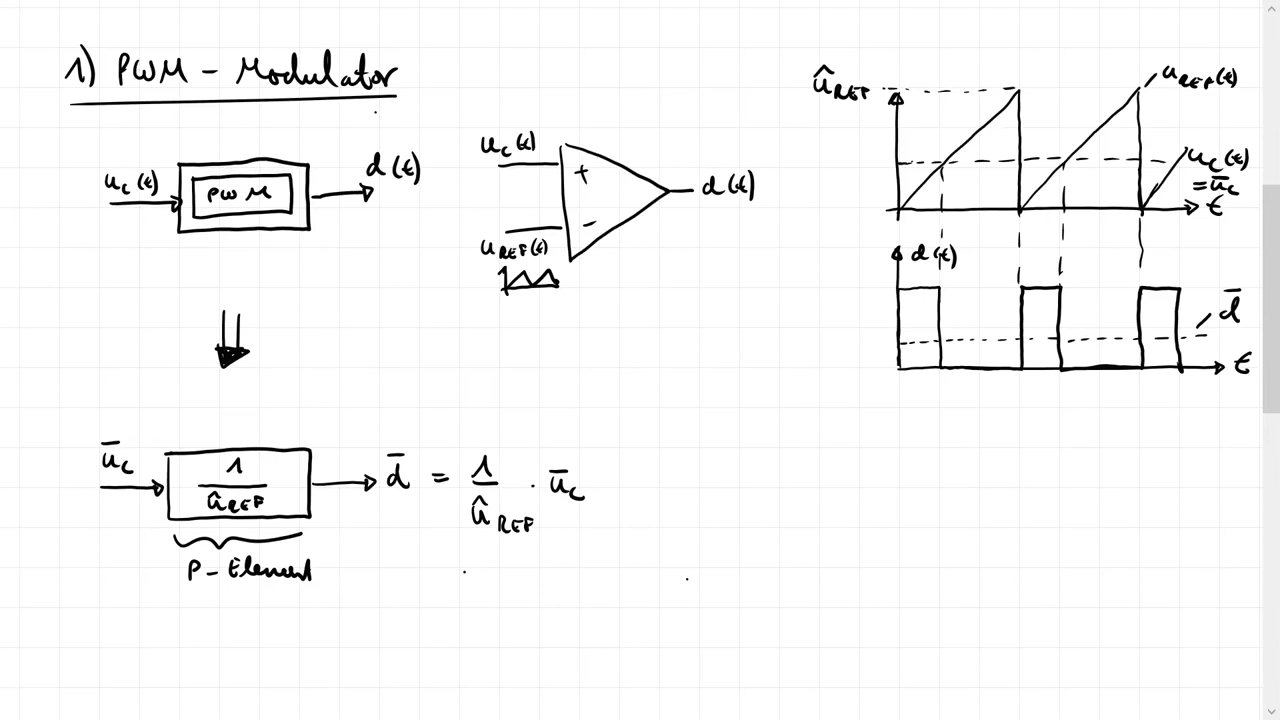 1) PWM - Modulator
u_C(t)
PWM
d(t)
u_C(t)
+
-
u_REF(t)
d(t)
û_REF
u_REF(t)
u_C(t)
= ū_C
t
d(t)
d̄
t
ū_C
1/û_REF
d̄ = 1/û_REF · ū_C
P - Element